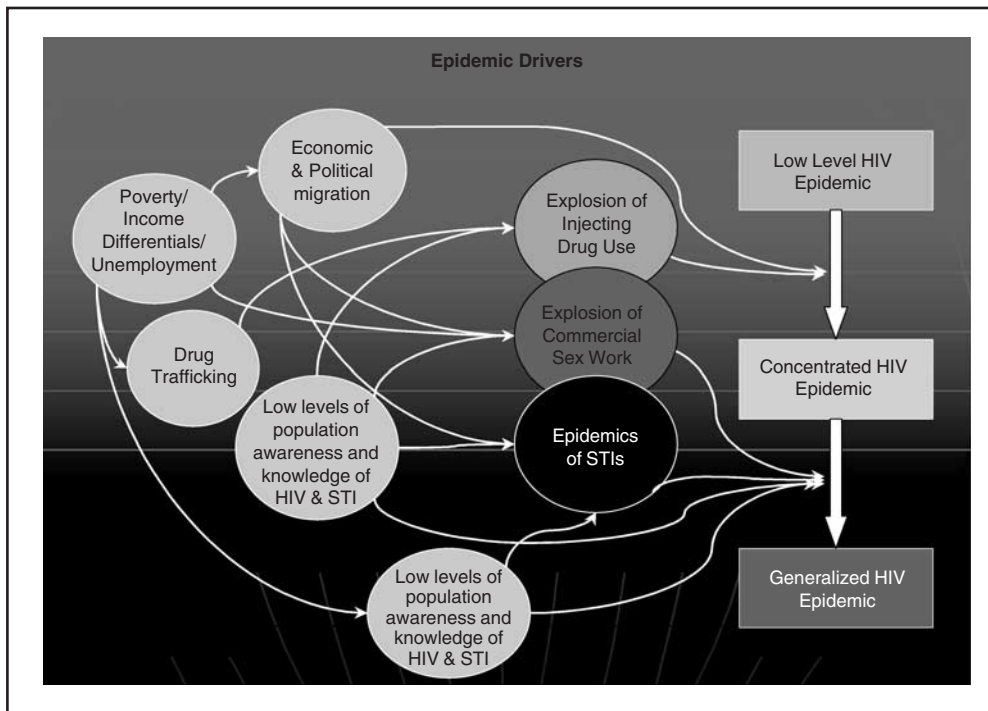 Epidemic Drivers
Economic
& Political
migration
Low Level HIV
Epidemic
Poverty/
Income
Differentials/
Unemployment
Explosion of
Injecting
Drug Use
Explosion of
Commercial
Sex Work
Drug
Trafficking
Concentrated HIV
Epidemic
Low levels of
population
awareness and
knowledge of
HIV & STI
Epidemics
of STIs
Low levels of
population
awareness and
knowledge of
HIV & STI
Generalized HIV
Epidemic